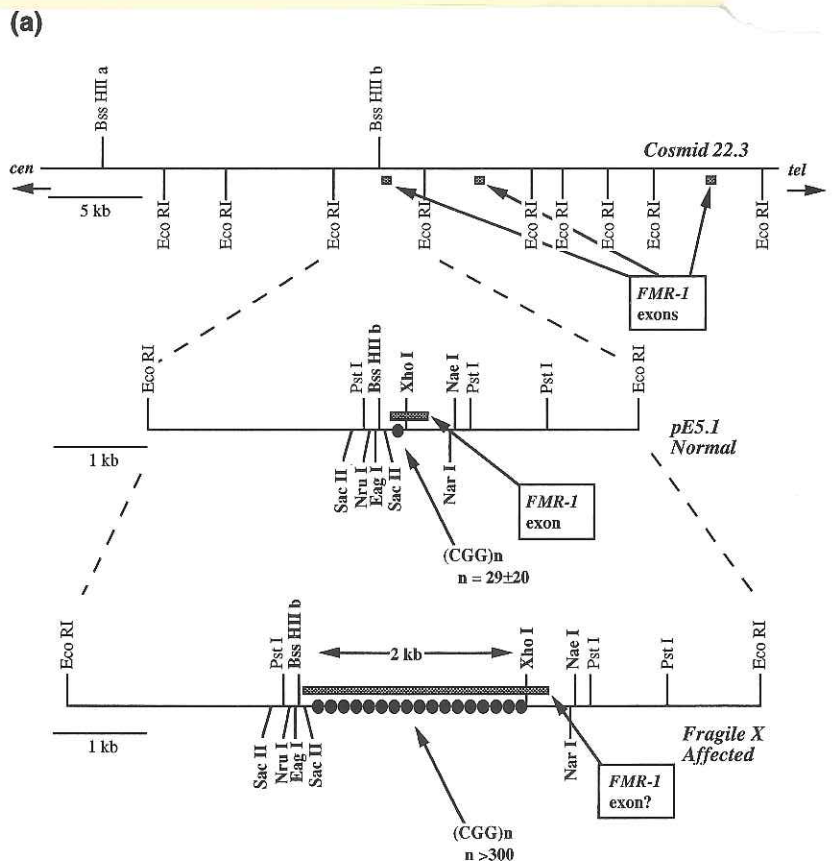 (a)
Bss HII a
Bss HII b
Cosmid 22.3
cen
tel
5 kb
Eco RI
Eco RI
Eco RI
Eco RI
Eco RI
Eco RI
Eco RI
Eco RI
Eco RI
FMR-1
exons
Eco RI
Pst I
Bss HII b
Xho I
Nae I
Pst I
Pst I
Eco RI
pE5.1
Normal
1 kb
Sac II
Nru I
Eag I
Sac II
Nar I
FMR-1
exon
(CGG)n
n = 29±20
Eco RI
Pst I
Bss HII b
2 kb
Xho I
Nae I
Pst I
Pst I
Eco RI
1 kb
Sac II
Nru I
Eag I
Sac II
Nar I
Fragile X
Affected
FMR-1
exon?
(CGG)n
n >300